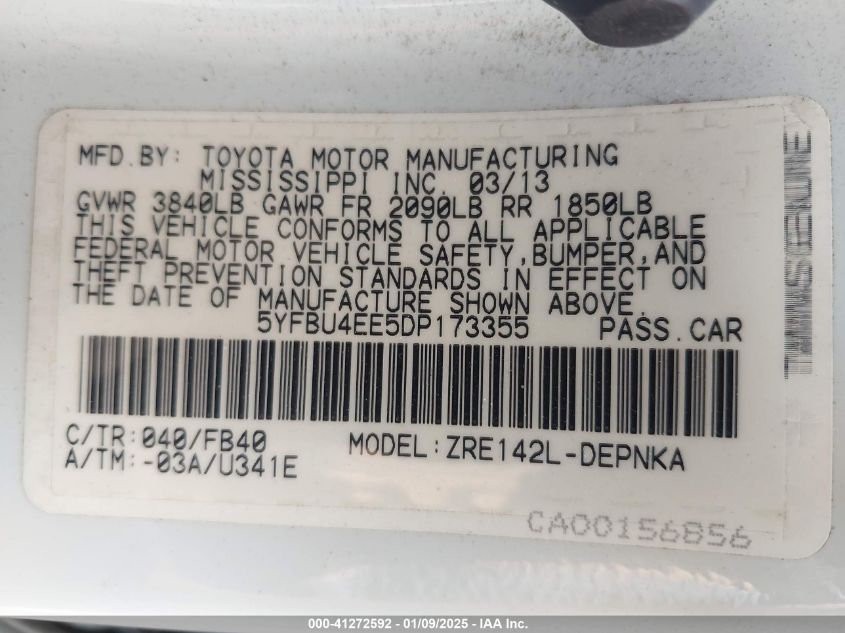 MFD.BY: TOYOTA MOTOR MANUFACTURING
MISSISSIPPI INC. 03/13
GVWR 3840LB GAWR FR 2090LB RR 1850LB
THIS VEHICLE CONFORMS TO ALL APPLICABLE
FEDERAL MOTOR VEHICLE SAFETY,BUMPER,AND
THEFT PREVENTION STANDARDS IN EFFECT ON
THE DATE OF MANUFACTURE SHOWN ABOVE.
5YFBU4EE5DP173355 PASS.CAR
C/TR:040/FB40 MODEL:ZRE142L-DEPNKA
A/TM:-03A/U341E
CA00156856
000-41272592 — 01/09/2025 — IAA Inc.